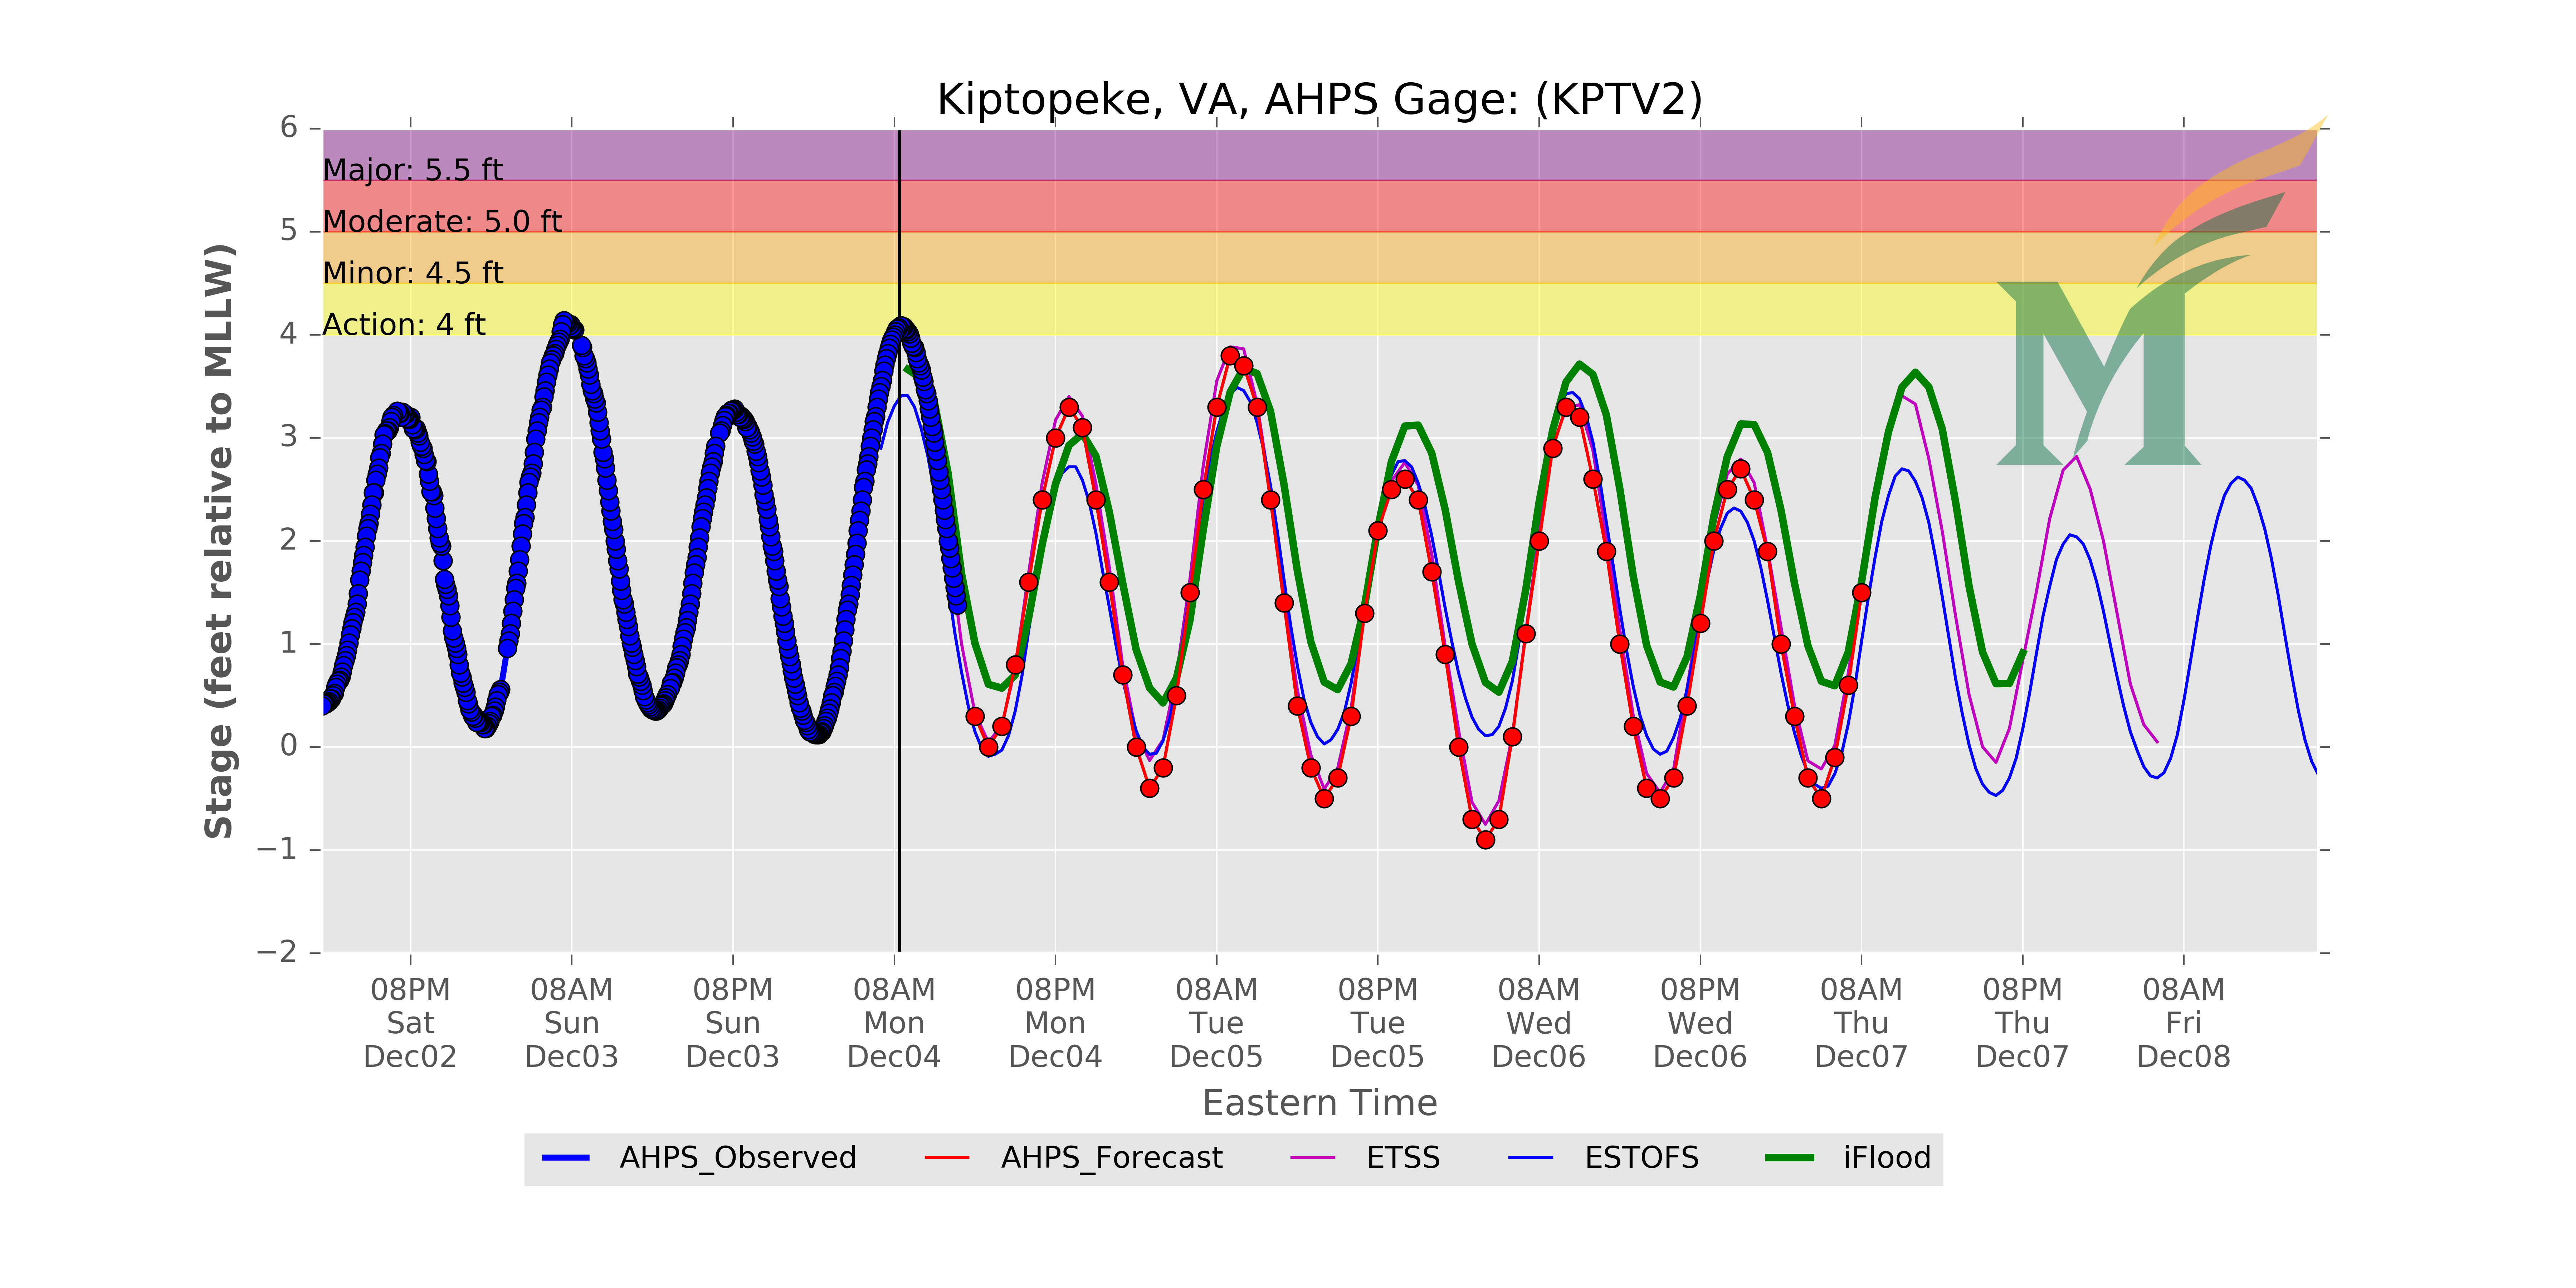 Kiptopeke, VA, AHPS Gage: (KPTV2)
6
5
4
3
2
1
0
−1
−2
Stage (feet relative to MLLW)
Major: 5.5 ft
Moderate: 5.0 ft
Minor: 4.5 ft
Action: 4 ft
M
08PM 08AM 08PM 08AM 08PM 08AM 08PM 08AM 08PM 08AM 08PM 08AM
Sat Sun Sun Mon Mon Tue Tue Wed Wed Thu Thu Fri
Dec02 Dec03 Dec03 Dec04 Dec04 Dec05 Dec05 Dec06 Dec06 Dec07 Dec07 Dec08
Eastern Time
AHPS_Observed AHPS_Forecast ETSS ESTOFS iFlood